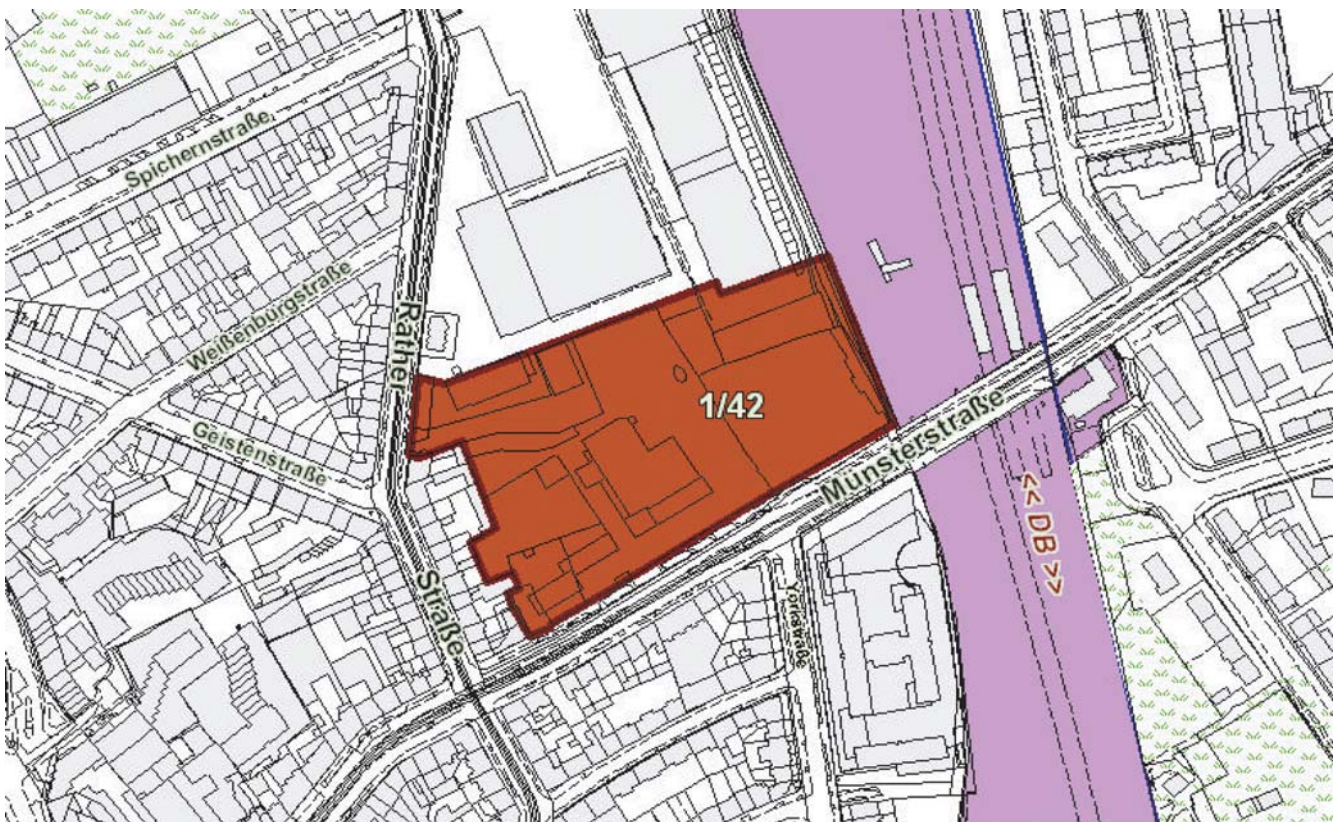 Spichernstraße
Weißenburgstraße
Rather
Geistenstraße
1/42
Münsterstraße
<< DB >>
Straße
Yorckstraße